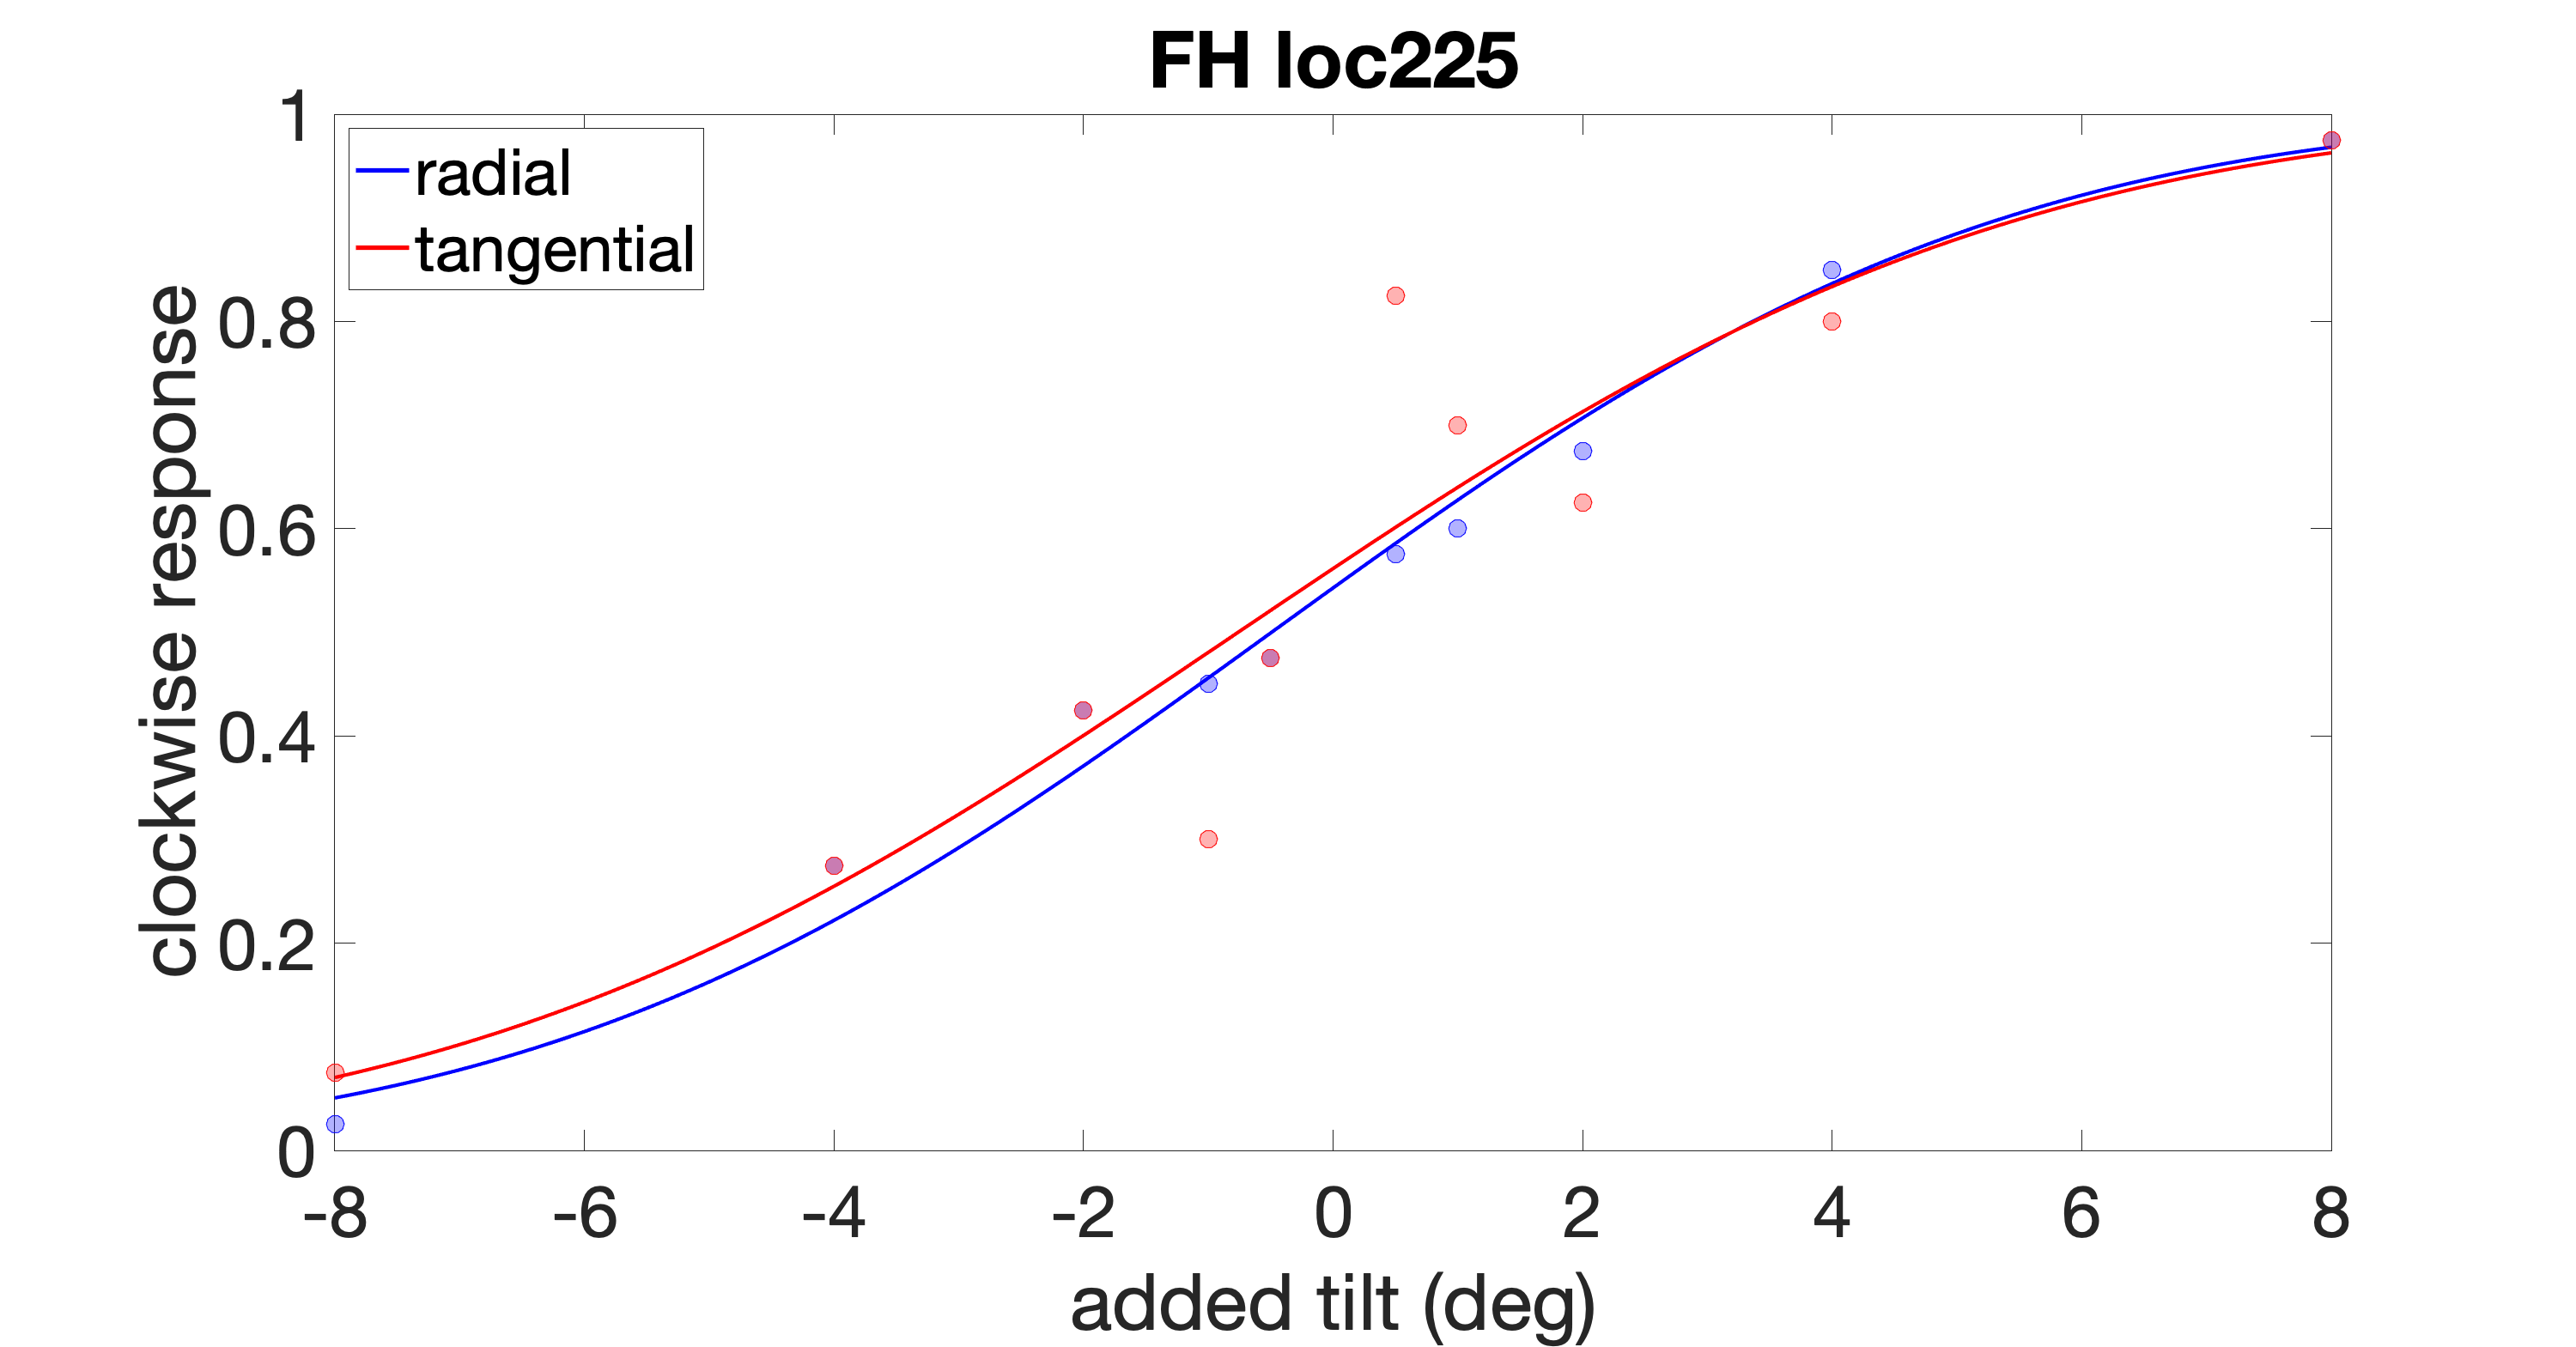 FH loc225
radial
tangential
clockwise response
1
0.8
0.6
0.4
0.2
0
-8 -6 -4 -2 0 2 4 6 8
added tilt (deg)